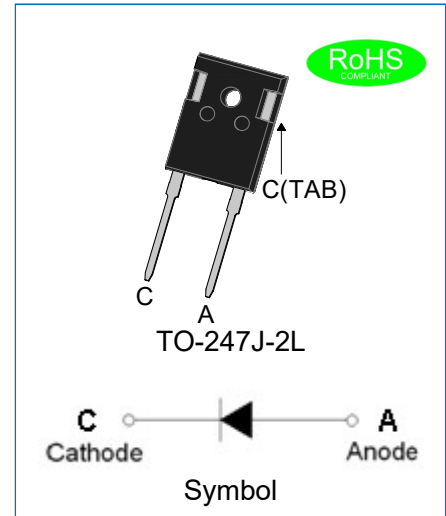 RoHS
COMPLIANT
C(TAB)
C
A
TO-247J-2L
C A
Cathode Anode
Symbol